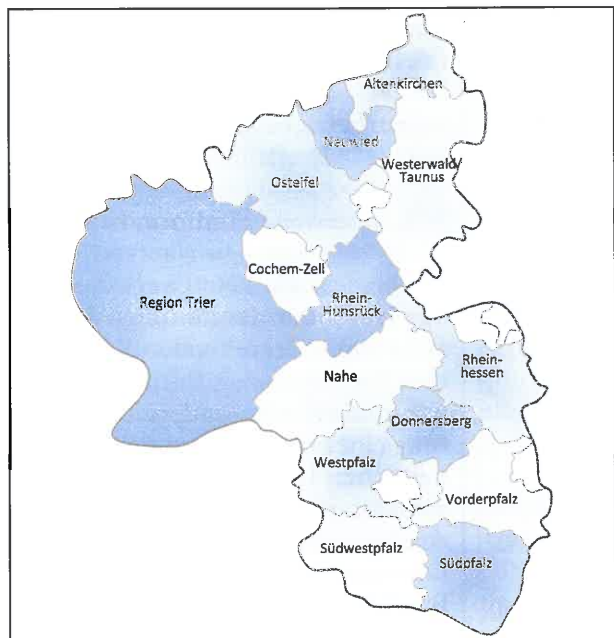 Altenkirchen
Neuwied
Westerwald/
Taunus
Osteifel
Cochem-Zell
Region Trier
Rhein-
Hunsrück
Rhein-
hessen
Nahe
Donnersberg
Westpfalz
Vorderpfalz
Südwestpfalz
Südpfalz